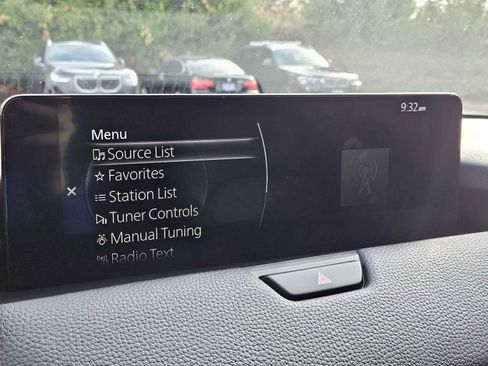 9:32am
Menu
Source List
Favorites
Station List
Tuner Controls
Manual Tuning
Radio Text